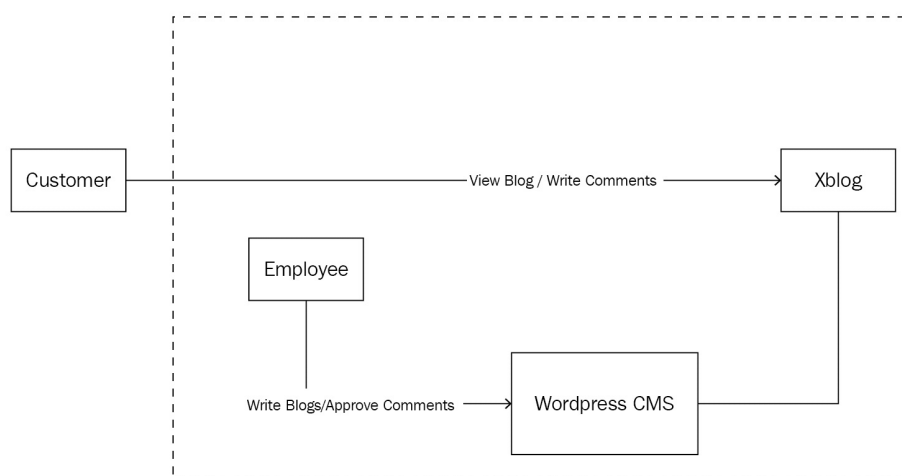 Customer
View Blog / Write Comments
Xblog
Employee
Write Blogs/Approve Comments
Wordpress CMS